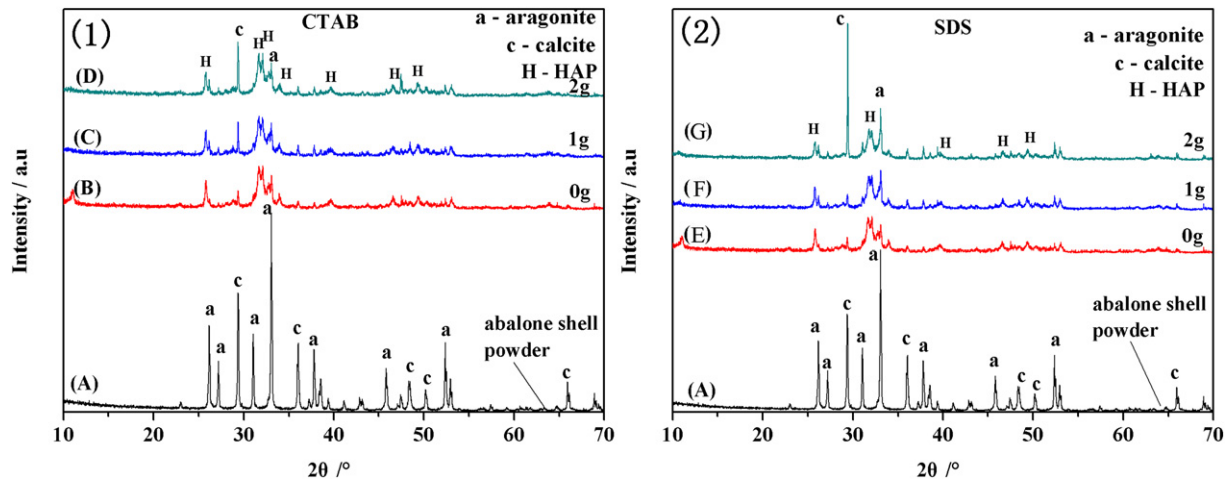 (1)
CTAB
a - aragonite
c - calcite
H - HAP
c
H
H
a
H
H
H
H
H
(D)
2g
(C)
1g
(B)
0g
a
a
a
c
a
c
a
a
c
c
a
c
abalone shell
powder
(A)
Intensity / a.u
10 20 30 40 50 60 70
2θ /°
(2)
SDS
a - aragonite
c - calcite
H - HAP
c
a
H
H
H
H
H
(G)
2g
(F)
1g
(E)
0g
a
a
a
c
a
c
a
a
c
c
a
c
abalone shell
powder
(A)
Intensity / a.u
10 20 30 40 50 60 70
2θ /°